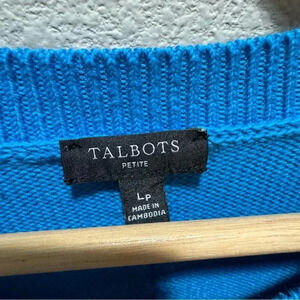 TALBOTS
PETITE
LP
MADE IN
CAMBODIA